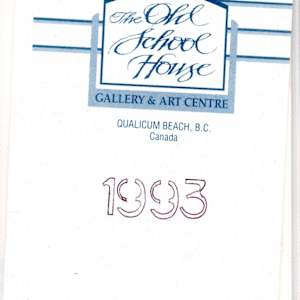 The Old
School
House
GALLERY & ART CENTRE
QUALICUM BEACH, B.C.
Canada
1993